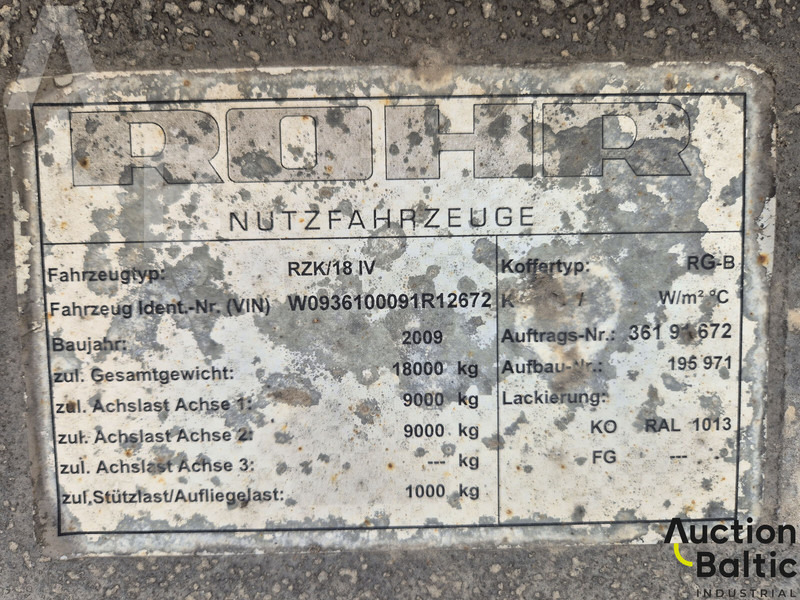 ROHR
NUTZFAHRZEUGE
Fahrzeugtyp: RZK/18 IV
Fahrzeug Ident.-Nr. (VIN) W0936100091R12672
Baujahr: 2009
zul. Gesamtgewicht: 18000 kg
zul. Achslast Achse 1: 9000 kg
zul. Achslast Achse 2: 9000 kg
zul. Achslast Achse 3: --- kg
zul.Stützlast/Aufliegelast: 1000 kg
Koffertyp: RG-B
W/m² °C
Auftrags-Nr.: 361
Aufbau-Nr.: 195 971
Lackierung:
KO RAL 1013
FG ---
Auction
Baltic
INDUSTRIAL